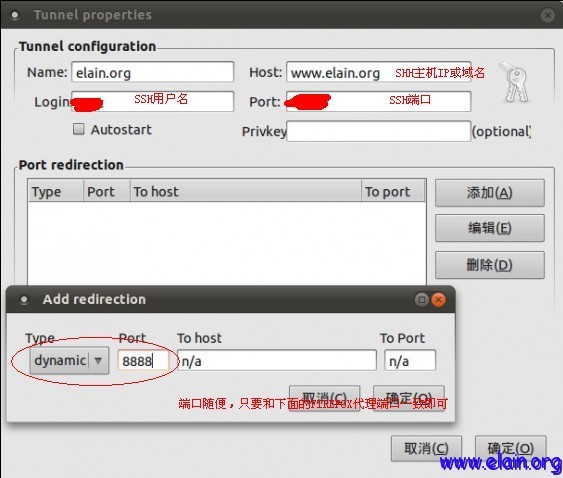 Tunnel properties
Tunnel configuration
Name: elain.org Host: www.elain.org SHH主机IP或域名
Login: SSH用户名 Port: SSH端口
Autostart Privkey (optional)
Port redirection
Type Port To host To port
添加(A)
编辑(E)
删除(D)
Add redirection
Type Port To host To Port
dynamic 8888 n/a n/a
取消(C) 确定(O)
端口随便，只要和下面的FIREFOX代理端口一致即可
取消(C) 确定(O)
www.elain.org